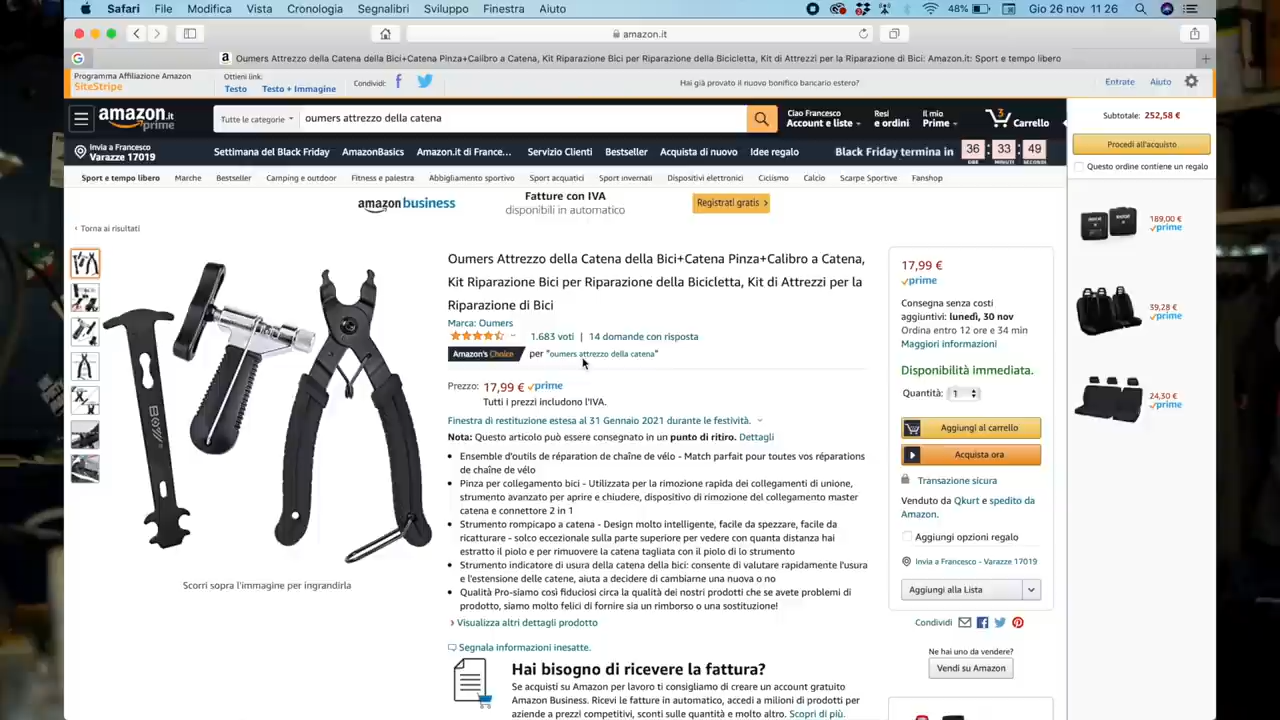 Safari File Modifica Vista Cronologia Segnalibri Sviluppo Finestra Aiuto 48% Gio 26 nov 11 26
amazon.it
Oumers Attrezzo della Catena della Bici+Catena Pinza+Calibro a Catena, Kit Riparazione Bici per Riparazione della Bicicletta, Kit di Attrezzi per la Riparazione di Bici: Amazon.it: Sport e tempo libero
Programma Affiliazione Amazon
SiteStripe
Ottieni link:
Testo Testo + Immagine
Condividi:
Hai già provato il nuovo bonifico bancario estero?
Entrate Aiuto
amazon.it
prime
Tutte le categorie
oumers attrezzo della catena
Ciao Francesco
Account e liste
Resi
e ordini
Il mio
Prime
3
Carrello
Invia a Francesco
Varazze 17019
Settimana del Black Friday AmazonBasics Amazon.it di France... Servizio Clienti Bestseller Acquista di nuovo Idee regalo
Black Friday termina in 36 : 33 : 49
ORE MINUTI SECONDI
Sport e tempo libero Marche Bestseller Camping e outdoor Fitness e palestra Abbigliamento sportivo Sport acquatici Sport invernali Dispositivi elettronici Ciclismo Calcio Scarpe Sportive Fanshop
amazon business
Fatture con IVA
disponibili in automatico
Registrati gratis ›
‹ Torna ai risultati
Oumers Attrezzo della Catena della Bici+Catena Pinza+Calibro a Catena,
Kit Riparazione Bici per Riparazione della Bicicletta, Kit di Attrezzi per la
Riparazione di Bici
Marca: Oumers
1.683 voti | 14 domande con risposta
Amazon's Choice per "oumers attrezzo della catena"
Prezzo: 17,99 € prime
Tutti i prezzi includono l'IVA.
Finestra di restituzione estesa al 31 Gennaio 2021 durante le festività.
Nota: Questo articolo può essere consegnato in un punto di ritiro. Dettagli
Ensemble d'outils de réparation de chaîne de vélo - Match parfait pour toutes vos réparations
de chaîne de vélo
Pinza per collegamento bici - Utilizzata per la rimozione rapida dei collegamenti di unione,
strumento avanzato per aprire e chiudere, dispositivo di rimozione del collegamento master
catena e connettore 2 in 1
Strumento rompicapo a catena - Design molto intelligente, facile da spezzare, facile da
ricatturare - solco eccezionale sulla parte superiore per vedere con quanta distanza hai
estratto il piolo e per rimuovere la catena tagliata con il piolo di lo strumento
Strumento indicatore di usura della catena della bici: consente di valutare rapidamente l'usura
e l'estensione delle catene, aiuta a decidere di cambiarne una nuova o no
Qualità Pro-siamo così fiduciosi circa la qualità dei nostri prodotti che se avete problemi di
prodotto, siamo molto felici di fornire sia un rimborso o una sostituzione!
› Visualizza altri dettagli prodotto
Segnala informazioni inesatte.
Hai bisogno di ricevere la fattura?
Se acquisti su Amazon per lavoro ti consigliamo di creare un account gratuito
Amazon Business. Ricevi le fatture in automatico, accedi a milioni di prodotti per
aziende a prezzi competitivi, sconti sulle quantità e molto altro. Scopri di più.
Scorri sopra l'immagine per ingrandirla
17,99 €
prime
Consegna senza costi
aggiuntivi: lunedì, 30 nov
Ordina entro 12 ore e 34 min
Maggiori informazioni
Disponibilità immediata.
Quantità: 1
Aggiungi al carrello
Acquista ora
Transazione sicura
Venduto da Qkurt e spedito da
Amazon.
Aggiungi opzioni regalo
Invia a Francesco - Varazze 17019
Aggiungi alla Lista
Condividi
Ne hai uno da vendere?
Vendi su Amazon
Subtotale: 252,58 €
Procedi all'acquisto
Questo ordine contiene un regalo
189,00 €
prime
39,28 €
prime
24,30 €
prime